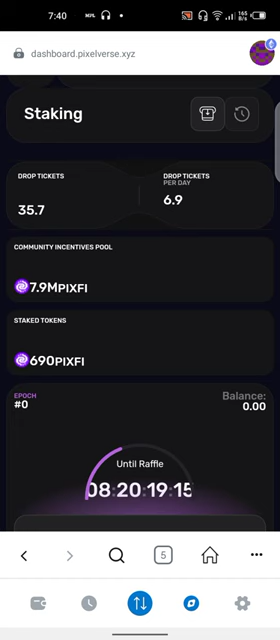 7:40
165
B/s
dashboard.pixelverse.xyz
Staking
DROP TICKETS
35.7
DROP TICKETS
PER DAY
6.9
COMMUNITY INCENTIVES POOL
7.9MPIXFI
STAKED TOKENS
690PIXFI
EPOCH
#0
Balance:
0.00
Until Raffle
08:20:19:15
5